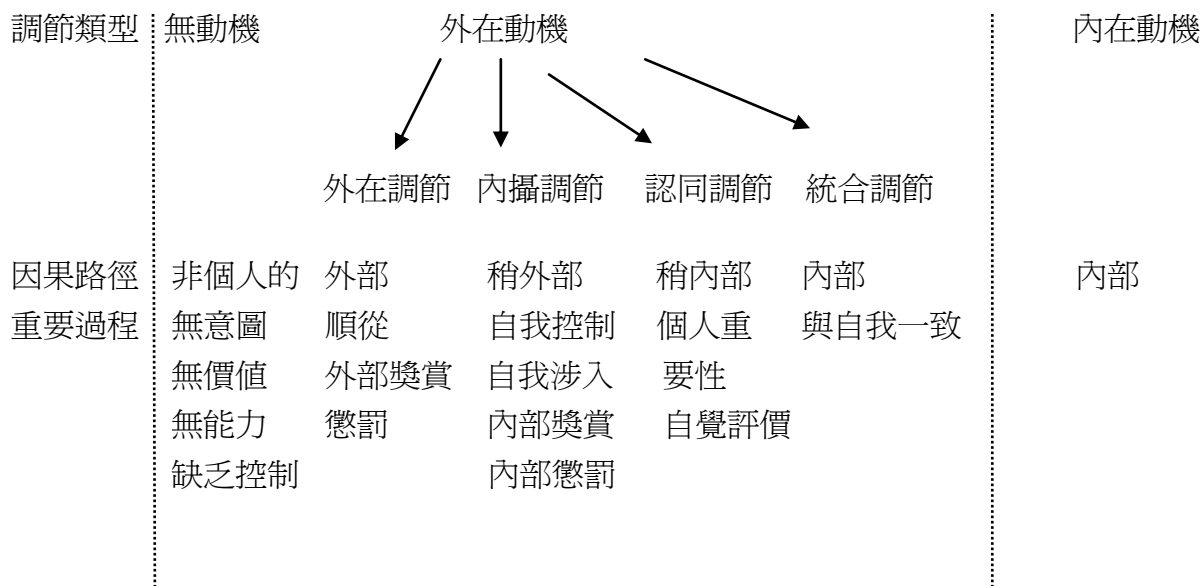 調節類型 無動機 外在動機 內在動機
外在調節 內攝調節 認同調節 統合調節
因果路徑 非個人的 外部 稍外部 稍內部 內部 內部
重要過程 無意圖 順從 自我控制 個人重 與自我一致
無價值 外部獎賞 自我涉入 要性
無能力 懲罰 內部獎賞 自覺評價
缺乏控制 內部懲罰